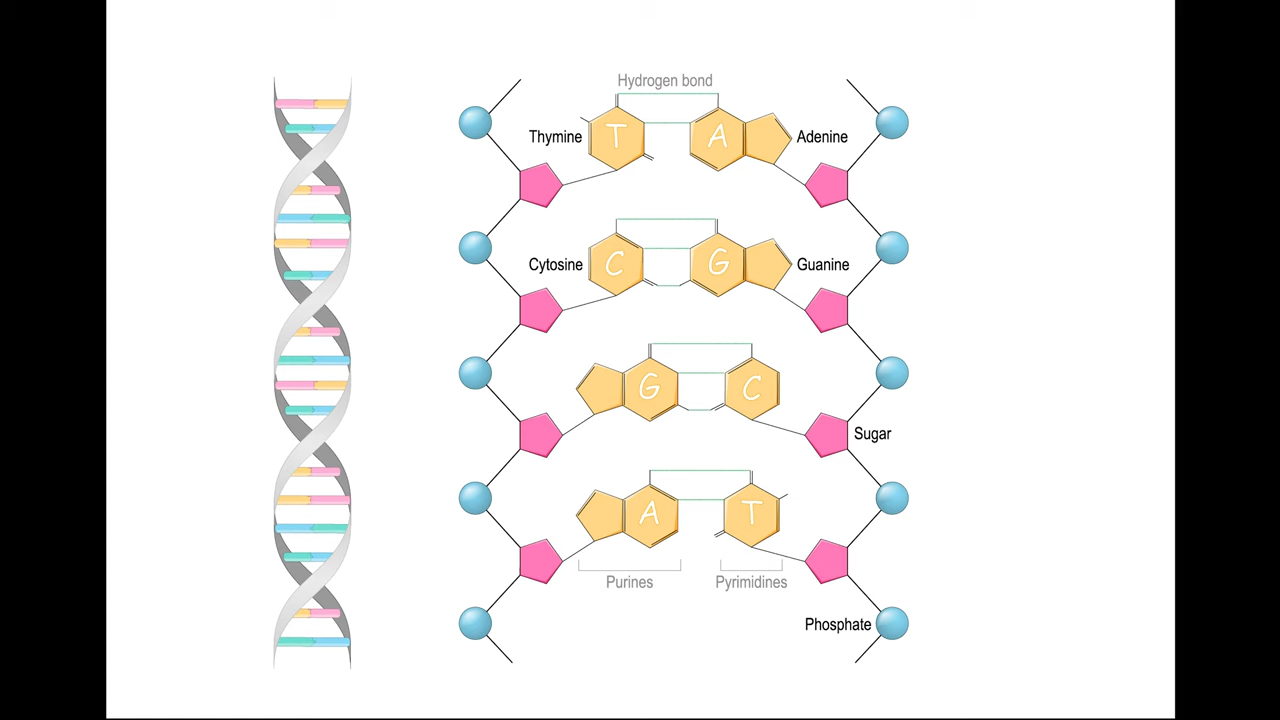 Hydrogen bond
Thymine T A Adenine
Cytosine C G Guanine
G C
Sugar
A T
Purines Pyrimidines
Phosphate